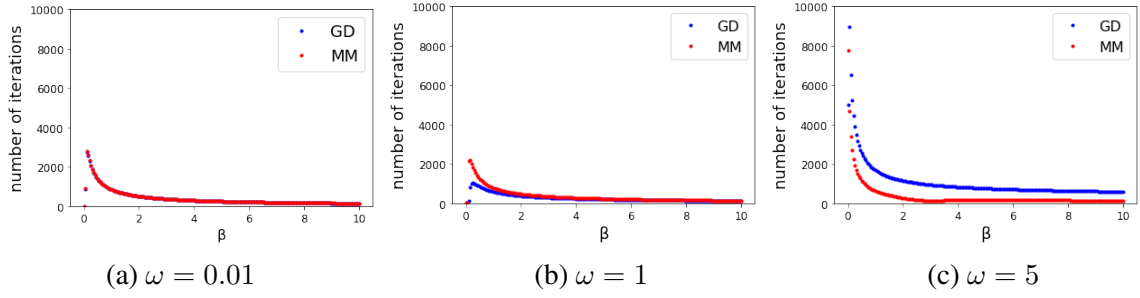 10000
8000
6000
4000
2000
0
number of iterations
GD
MM
0 2 4 6 8 10
β
(a) ω = 0.01
10000
8000
6000
4000
2000
0
number of iterations
GD
MM
0 2 4 6 8 10
β
(b) ω = 1
10000
8000
6000
4000
2000
0
number of iterations
GD
MM
0 2 4 6 8 10
β
(c) ω = 5